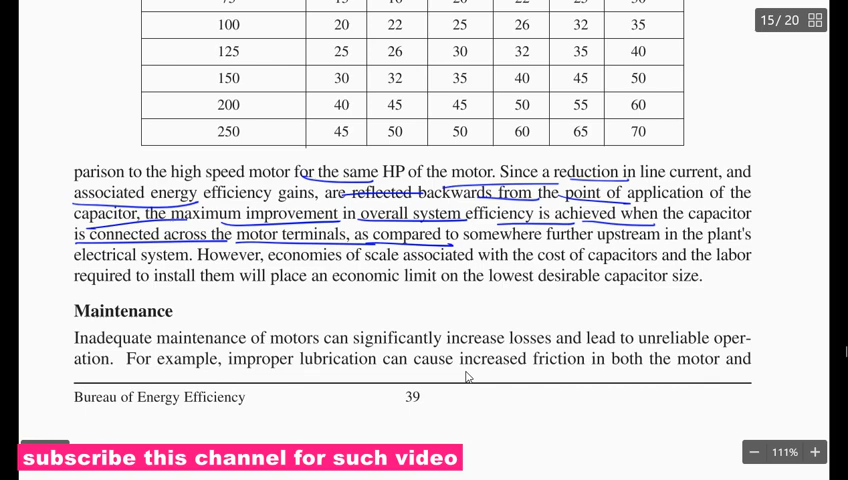 100 20 22 25 26 32 35
125 25 26 30 32 35 40
150 30 32 35 40 45 50
200 40 45 45 50 55 60
250 45 50 50 60 65 70
parison to the high speed motor for the same HP of the motor. Since a reduction in line current, and
associated energy efficiency gains, are reflected backwards from the point of application of the
capacitor, the maximum improvement in overall system efficiency is achieved when the capacitor
is connected across the motor terminals, as compared to somewhere further upstream in the plant's
electrical system. However, economies of scale associated with the cost of capacitors and the labor
required to install them will place an economic limit on the lowest desirable capacitor size.
Maintenance
Inadequate maintenance of motors can significantly increase losses and lead to unreliable oper-
ation. For example, improper lubrication can cause increased friction in both the motor and
Bureau of Energy Efficiency 39
15 / 20
111%
subscribe this channel for such video